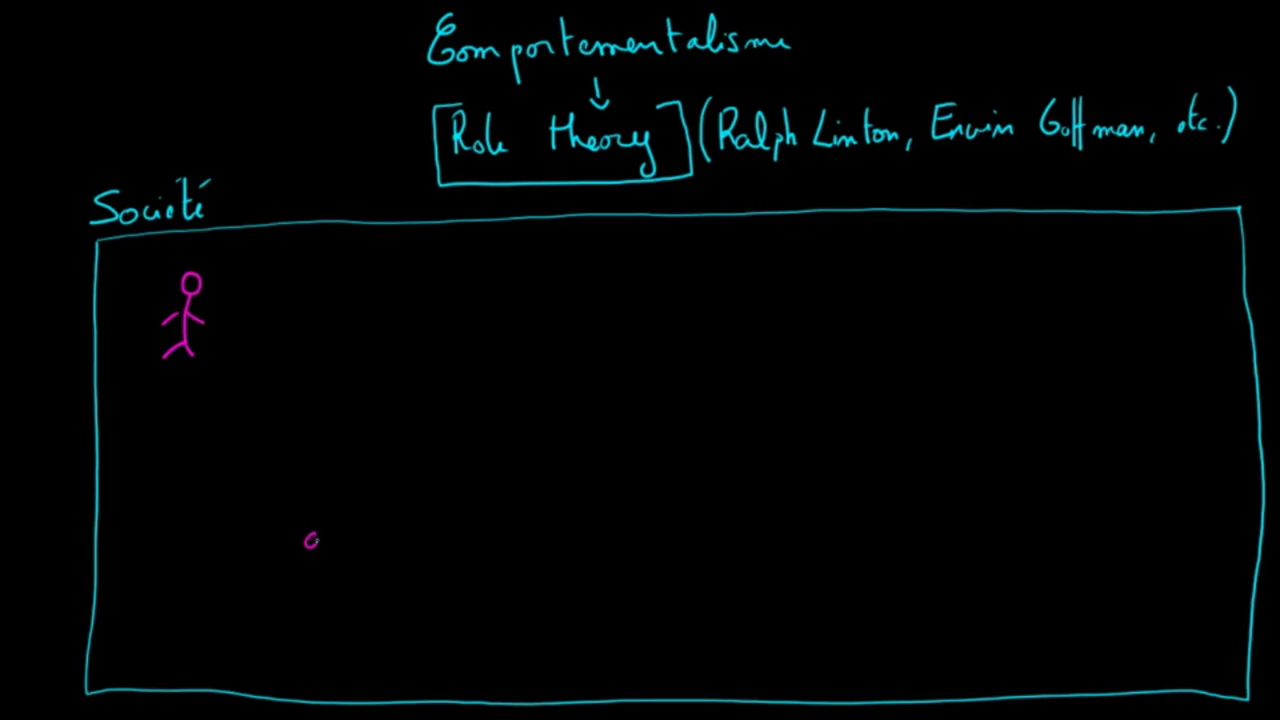 Comportementalisme
Role theory (Ralph Linton, Erwin Goffman, etc.)
Société